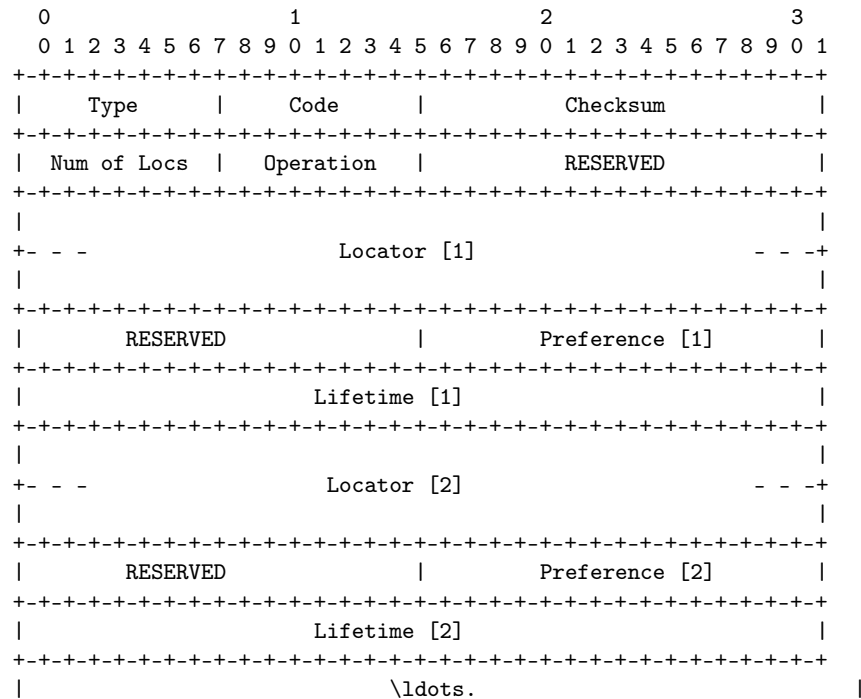 0                   1                   2                   3
 0 1 2 3 4 5 6 7 8 9 0 1 2 3 4 5 6 7 8 9 0 1 2 3 4 5 6 7 8 9 0 1
+-+-+-+-+-+-+-+-+-+-+-+-+-+-+-+-+-+-+-+-+-+-+-+-+-+-+-+-+-+-+-+-+
|     Type      |     Code      |           Checksum            |
+-+-+-+-+-+-+-+-+-+-+-+-+-+-+-+-+-+-+-+-+-+-+-+-+-+-+-+-+-+-+-+-+
|  Num of Locs  |   Operation   |           RESERVED            |
+-+-+-+-+-+-+-+-+-+-+-+-+-+-+-+-+-+-+-+-+-+-+-+-+-+-+-+-+-+-+-+-+
|                                                               |
+- - -                    Locator [1]                      - - -+
|                                                               |
+-+-+-+-+-+-+-+-+-+-+-+-+-+-+-+-+-+-+-+-+-+-+-+-+-+-+-+-+-+-+-+-+
|        RESERVED               |         Preference [1]        |
+-+-+-+-+-+-+-+-+-+-+-+-+-+-+-+-+-+-+-+-+-+-+-+-+-+-+-+-+-+-+-+-+
|                       Lifetime [1]                            |
+-+-+-+-+-+-+-+-+-+-+-+-+-+-+-+-+-+-+-+-+-+-+-+-+-+-+-+-+-+-+-+-+
|                                                               |
+- - -                   Locator [2]                       - - -+
|                                                               |
+-+-+-+-+-+-+-+-+-+-+-+-+-+-+-+-+-+-+-+-+-+-+-+-+-+-+-+-+-+-+-+-+
|        RESERVED               |         Preference [2]        |
+-+-+-+-+-+-+-+-+-+-+-+-+-+-+-+-+-+-+-+-+-+-+-+-+-+-+-+-+-+-+-+-+
|                       Lifetime [2]                            |
+-+-+-+-+-+-+-+-+-+-+-+-+-+-+-+-+-+-+-+-+-+-+-+-+-+-+-+-+-+-+-+-+
|                             \ldots.                              |